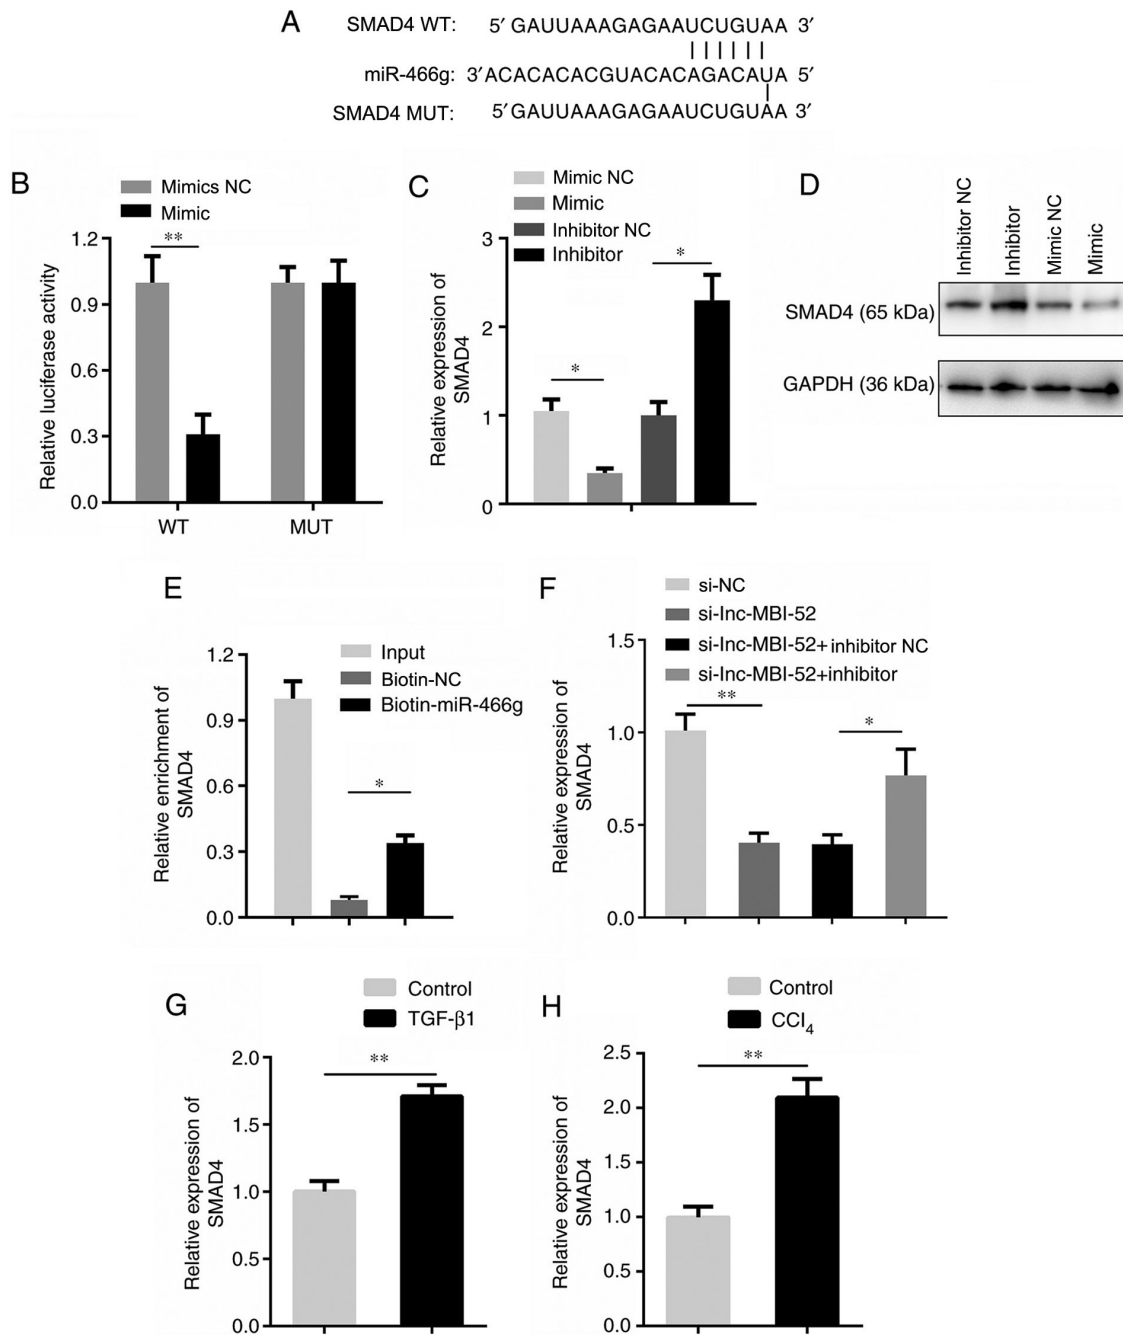 A
SMAD4 WT: 5′ GAUUAAAGAGAAUCUGUAA 3′
miR-466g: 3′ACACACACGUACACAGACAUA 5′
SMAD4 MUT: 5′GAUUAAAGAGAAUCUGUAA 3′
B
Mimics NC
Mimic
Relative luciferase activity
1.2
0.9
0.6
0.3
0.0
**
WT
MUT
C
Mimic NC
Mimic
Inhibitor NC
Inhibitor
Relative expression of
SMAD4
3
2
1
0
*
*
D
Inhibitor NC
Inhibitor
Mimic NC
Mimic
SMAD4 (65 kDa)
GAPDH (36 kDa)
E
Input
Biotin-NC
Biotin-miR-466g
Relative enrichment of
SMAD4
1.2
0.9
0.6
0.3
0.0
*
F
si-NC
si-lnc-MBI-52
si-lnc-MBI-52+inhibitor NC
si-lnc-MBI-52+inhibitor
Relative expression of
SMAD4
1.5
1.0
0.5
0.0
**
*
G
Control
TGF-β1
Relative expression of
SMAD4
2.0
1.5
1.0
0.5
0.0
**
H
Control
CCl₄
Relative expression of
SMAD4
2.5
2.0
1.5
1.0
0.5
0.0
**